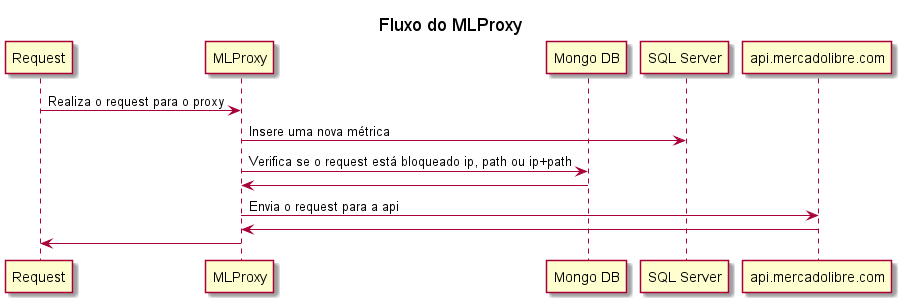 Fluxo do MLProxy
Request
MLProxy
Mongo DB
SQL Server
api.mercadolibre.com
Realiza o request para o proxy
Insere uma nova métrica
Verifica se o request está bloqueado ip, path ou ip+path
Envia o request para a api
Request
MLProxy
Mongo DB
SQL Server
api.mercadolibre.com